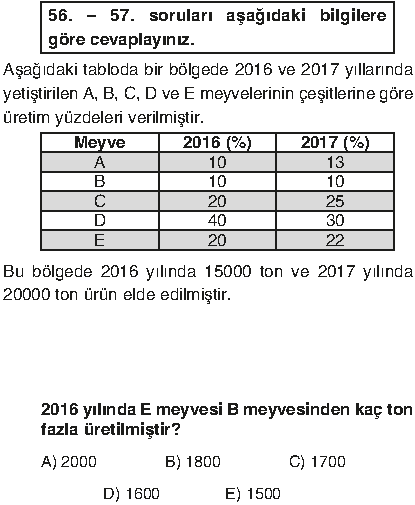 56. – 57. soruları aşağıdaki bilgilere
göre cevaplayınız.
Aşağıdaki tabloda bir bölgede 2016 ve 2017 yıllarında
yetiştirilen A, B, C, D ve E meyvelerinin çeşitlerine göre
üretim yüzdeleri verilmiştir.
Meyve 2016 (%) 2017 (%)
A 10 13
B 10 10
C 20 25
D 40 30
E 20 22
Bu bölgede 2016 yılında 15000 ton ve 2017 yılında
20000 ton ürün elde edilmiştir.
2016 yılında E meyvesi B meyvesinden kaç ton
fazla üretilmiştir?
A) 2000 B) 1800 C) 1700
D) 1600 E) 1500